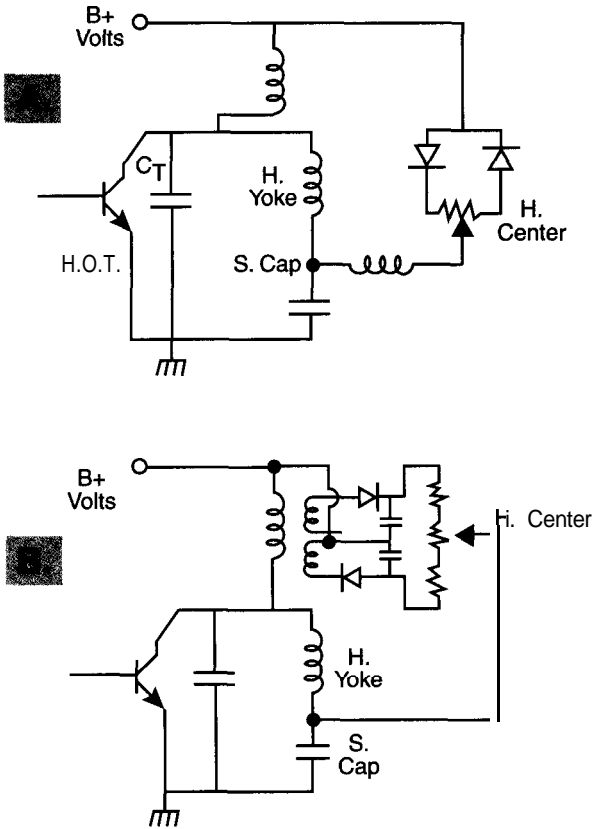 B+
Volts
A.
CT
H.
Yoke
H.
Center
H.O.T.
S. Cap
B+
Volts
H. Center
B.
H.
Yoke
S.
Cap